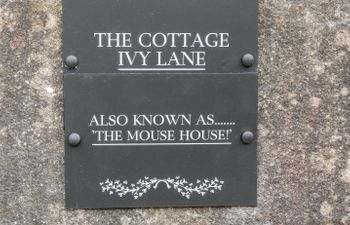 THE COTTAGE
IVY LANE
ALSO KNOWN AS.......
'THE MOUSE HOUSE!'